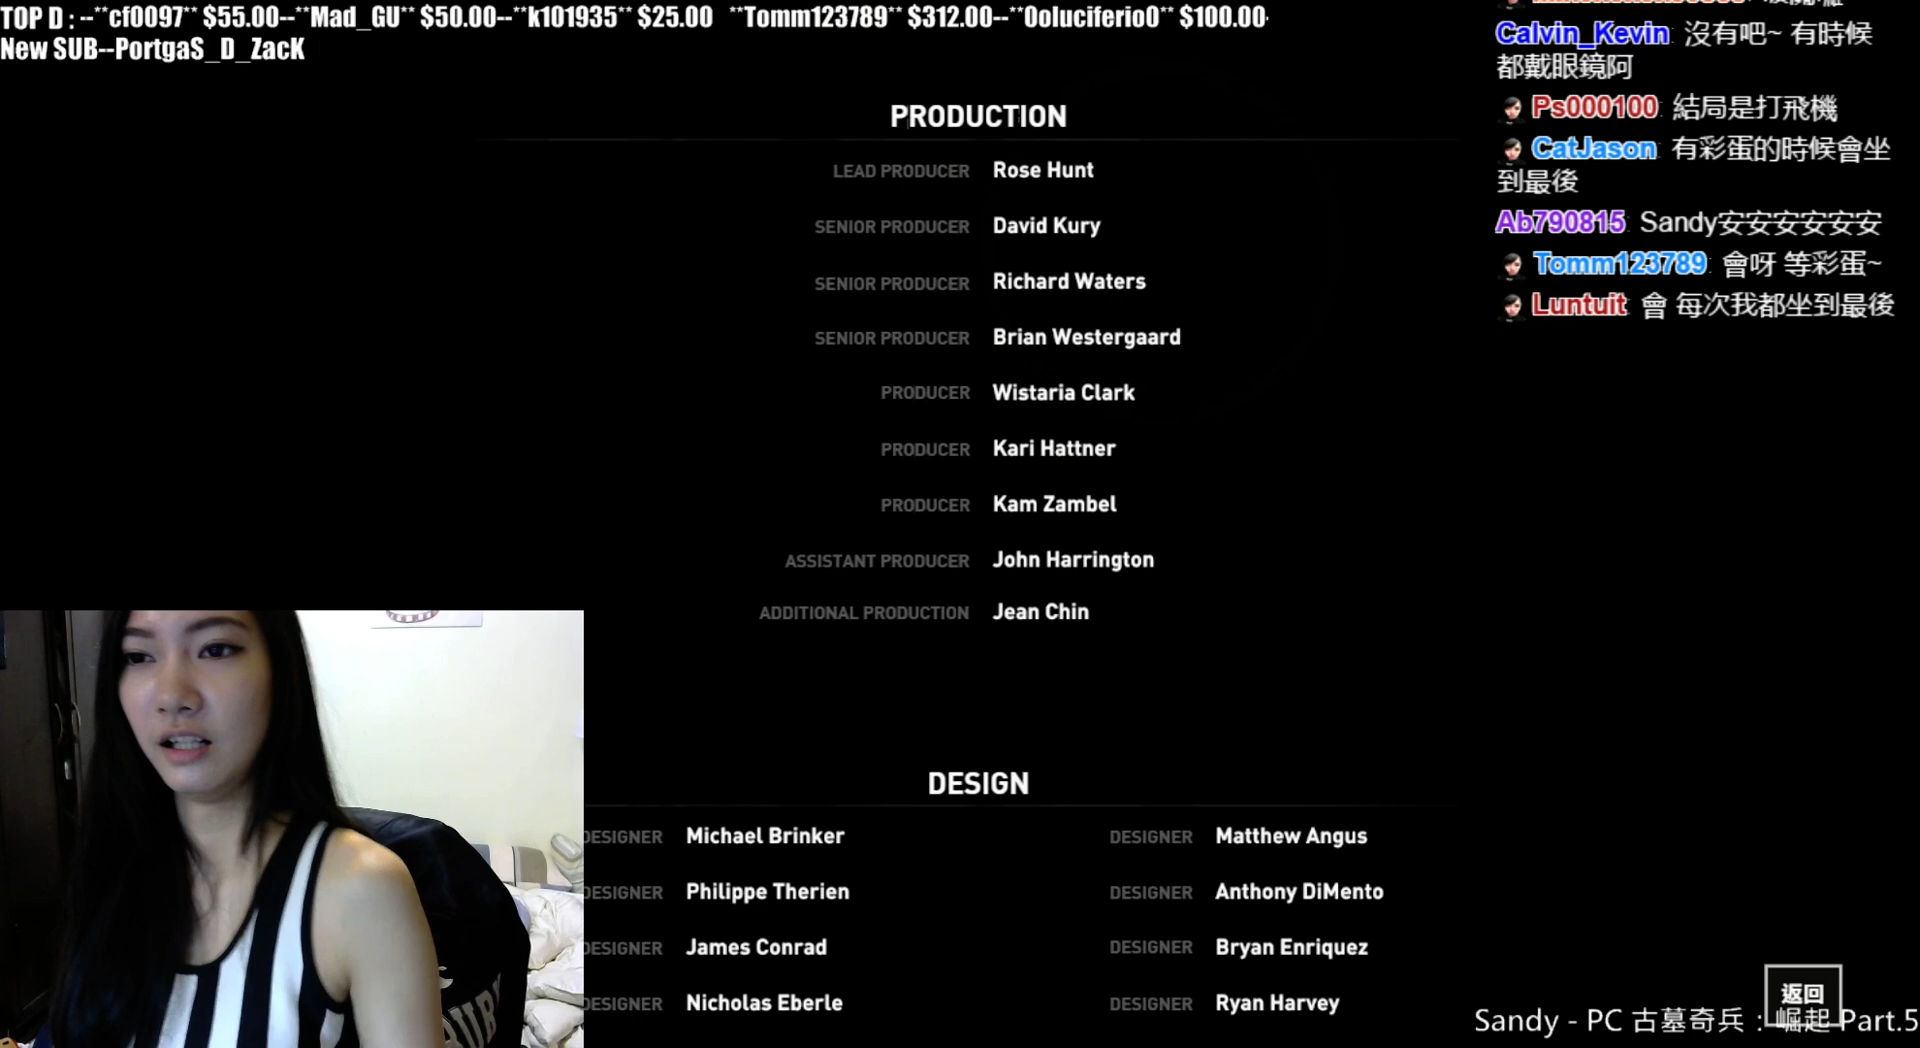 TOP D : --**cf0097** $55.00--**Mad_GU** $50.00--**k101935** $25.00 **Tomm123789** $312.00--**Ooluciferio0** $100.00-
New SUB--PortgaS_D_ZacK
Calvin_Kevin: 沒有吧~ 有時候
都戴眼鏡阿
Ps000100: 結局是打飛機
CatJason: 有彩蛋的時候會坐
到最後
Ab790815: Sandy安安安安安安
Tomm123789: 會呀 等彩蛋~
Luntuit: 會 每次我都坐到最後
PRODUCTION
LEAD PRODUCER Rose Hunt
SENIOR PRODUCER David Kury
SENIOR PRODUCER Richard Waters
SENIOR PRODUCER Brian Westergaard
PRODUCER Wistaria Clark
PRODUCER Kari Hattner
PRODUCER Kam Zambel
ASSISTANT PRODUCER John Harrington
ADDITIONAL PRODUCTION Jean Chin
DESIGN
DESIGNER Michael Brinker DESIGNER Matthew Angus
DESIGNER Philippe Therien DESIGNER Anthony DiMento
DESIGNER James Conrad DESIGNER Bryan Enriquez
DESIGNER Nicholas Eberle DESIGNER Ryan Harvey
返回
Sandy - PC 古墓奇兵：崛起 Part.5